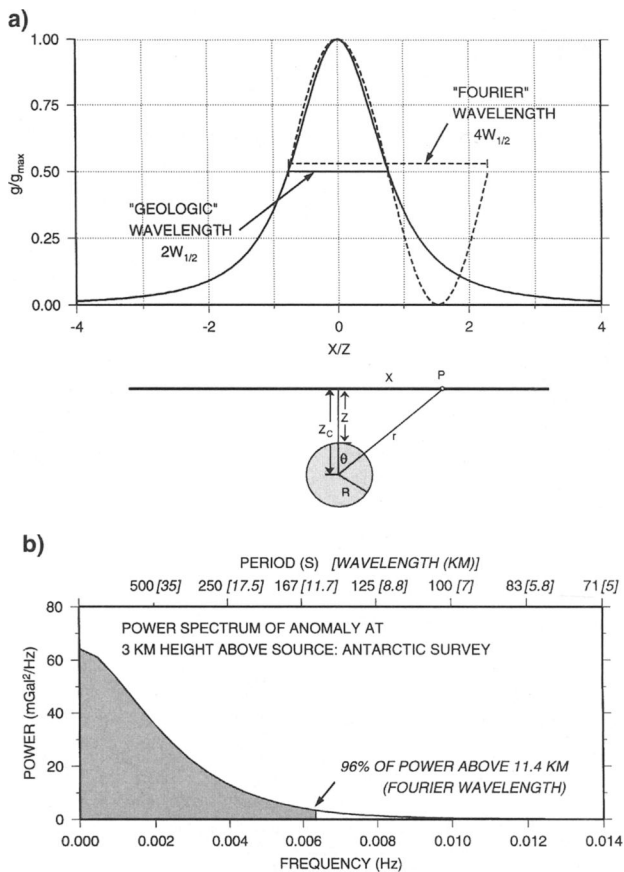 a)
1.00
0.75
0.50
0.25
0.00
g/gmax
"FOURIER"
WAVELENGTH
4W1/2
"GEOLOGIC"
WAVELENGTH
2W1/2
-4
-2
0
2
4
X/Z
X
P
Z
ZC
r
θ
R
b)
PERIOD (S) [WAVELENGTH (KM)]
500 [35] 250 [17.5] 167 [11.7] 125 [8.8] 100 [7] 83 [5.8] 71 [5]
80
60
40
20
0
POWER (mGal²/Hz)
POWER SPECTRUM OF ANOMALY AT
3 KM HEIGHT ABOVE SOURCE: ANTARCTIC SURVEY
96% OF POWER ABOVE 11.4 KM
(FOURIER WAVELENGTH)
0.000 0.002 0.004 0.006 0.008 0.010 0.012 0.014
FREQUENCY (Hz)